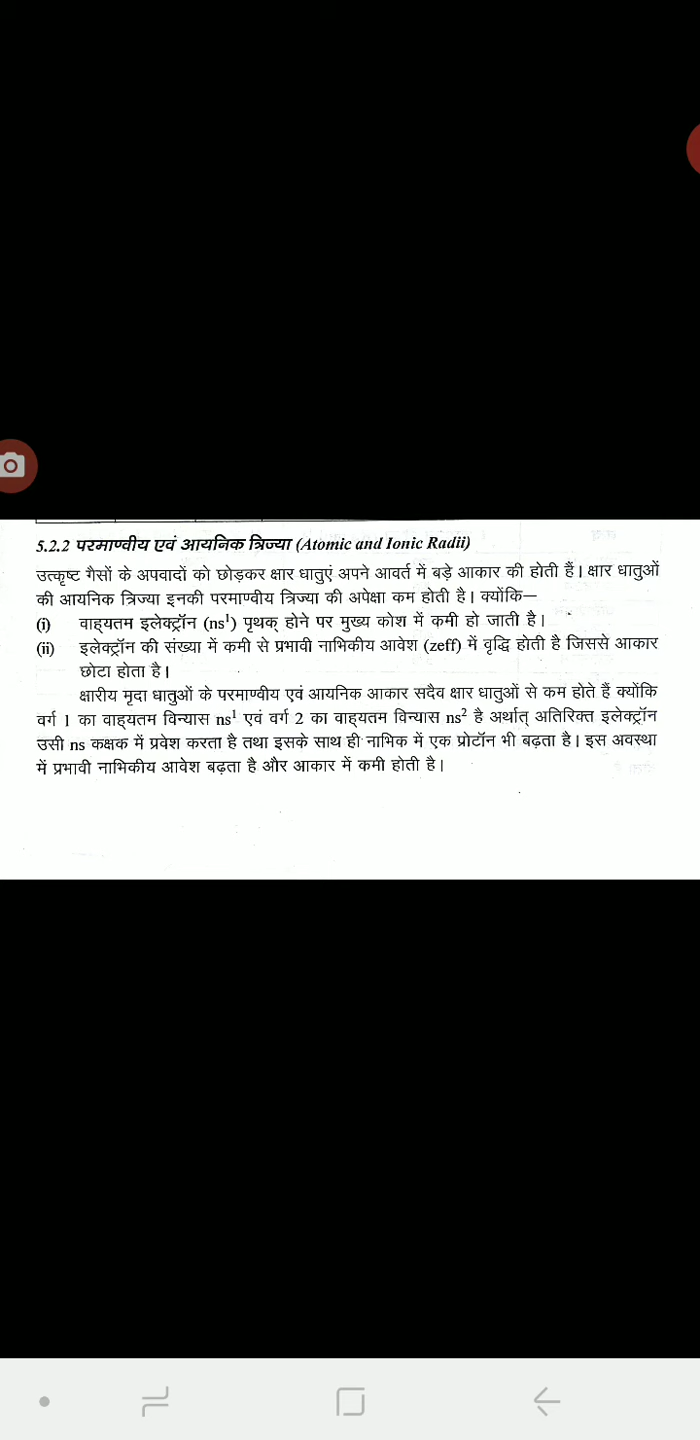 5.2.2 परमाण्वीय एवं आयनिक त्रिज्या (Atomic and Ionic Radii)
उत्कृष्ट गैसों के अपवादों को छोड़कर क्षार धातुएं अपने आवर्त में बड़े आकार की होती हैं। क्षार धातुओं
की आयनिक त्रिज्या इनकी परमाण्वीय त्रिज्या की अपेक्षा कम होती है। क्योंकि—
(i) वाह्यतम इलेक्ट्रॉन (ns¹) पृथक् होने पर मुख्य कोश में कमी हो जाती है।
(ii) इलेक्ट्रॉन की संख्या में कमी से प्रभावी नाभिकीय आवेश (zeff) में वृद्धि होती है जिससे आकार
छोटा होता है।
क्षारीय मृदा धातुओं के परमाण्वीय एवं आयनिक आकार सदैव क्षार धातुओं से कम होते हैं क्योंकि
वर्ग 1 का वाह्यतम विन्यास ns¹ एवं वर्ग 2 का वाह्यतम विन्यास ns² है अर्थात् अतिरिक्त इलेक्ट्रॉन
उसी ns कक्षक में प्रवेश करता है तथा इसके साथ ही नाभिक में एक प्रोटॉन भी बढ़ता है। इस अवस्था
में प्रभावी नाभिकीय आवेश बढ़ता है और आकार में कमी होती है।